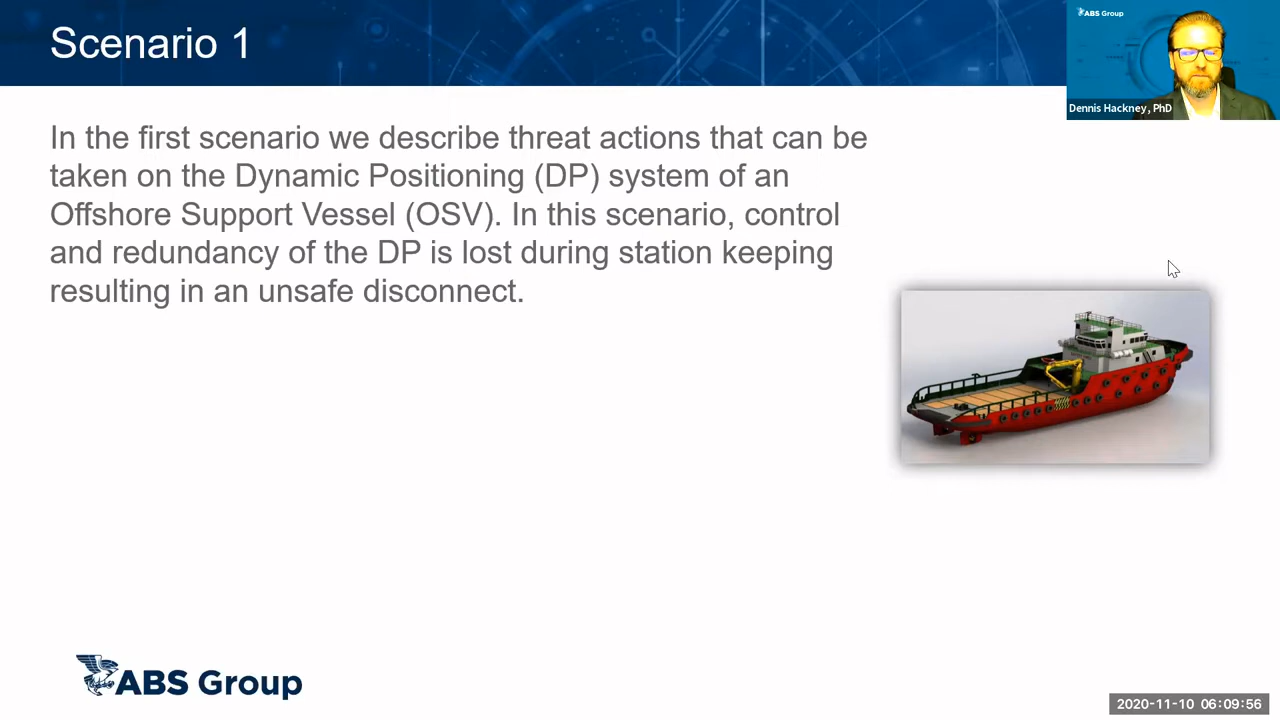 Scenario 1
ABS Group
Dennis Hackney, PhD
In the first scenario we describe threat actions that can be
taken on the Dynamic Positioning (DP) system of an
Offshore Support Vessel (OSV). In this scenario, control
and redundancy of the DP is lost during station keeping
resulting in an unsafe disconnect.
ABS Group
2020-11-10 06:09:56